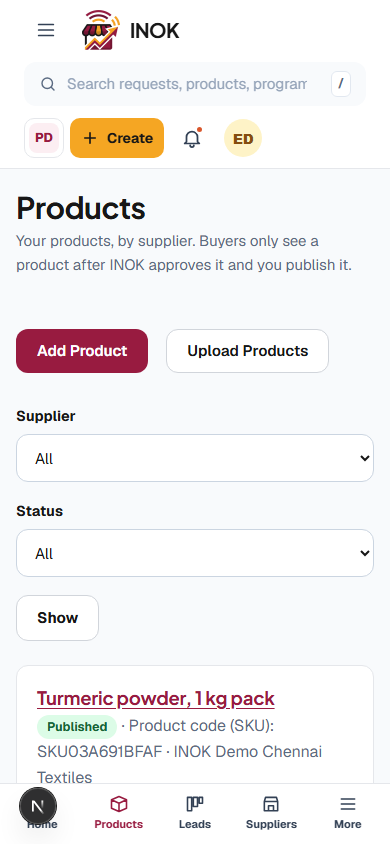 INOK
Search requests, products, program
/
PD
+ Create
ED
Products
Your products, by supplier. Buyers only see a
product after INOK approves it and you publish it.
Add Product
Upload Products
Supplier
All
Status
All
Show
Turmeric powder, 1 kg pack
Published · Product code (SKU):
SKU03A691BFAF · INOK Demo Chennai
Textiles
N
Home
Products
Leads
Suppliers
More